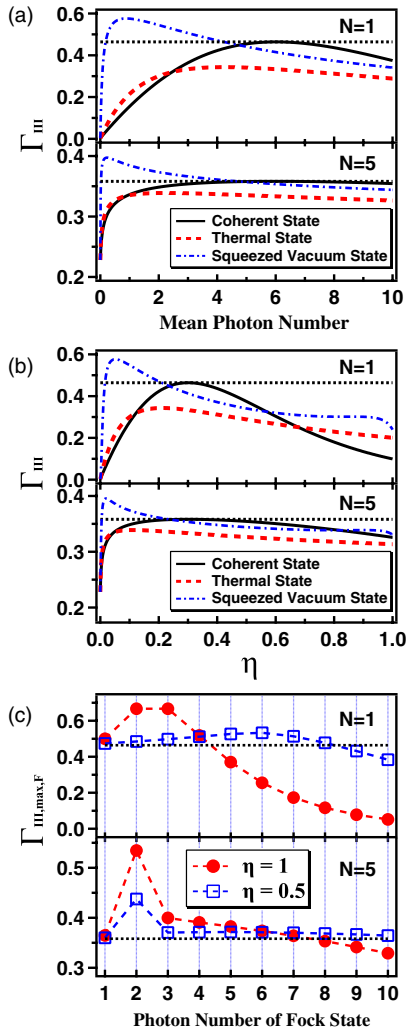 (a)
0.6
N=1
0.4
0.2
0.0
Γ III
0.4
N=5
0.3
Coherent State
Thermal State
Squeezed Vacuum State
0.2
0 2 4 6 8 10
Mean Photon Number
(b)
0.6
N=1
0.4
0.2
0.0
Γ III
0.4
N=5
0.3
Coherent State
Thermal State
Squeezed Vacuum State
0.2
0.0 0.2 0.4 0.6 0.8 1.0
η
(c)
N=1
0.6
0.4
0.2
0.0
Γ III,max,F
0.5
η = 1
N=5
η = 0.5
0.4
0.3
1 2 3 4 5 6 7 8 9 10
Photon Number of Fock State